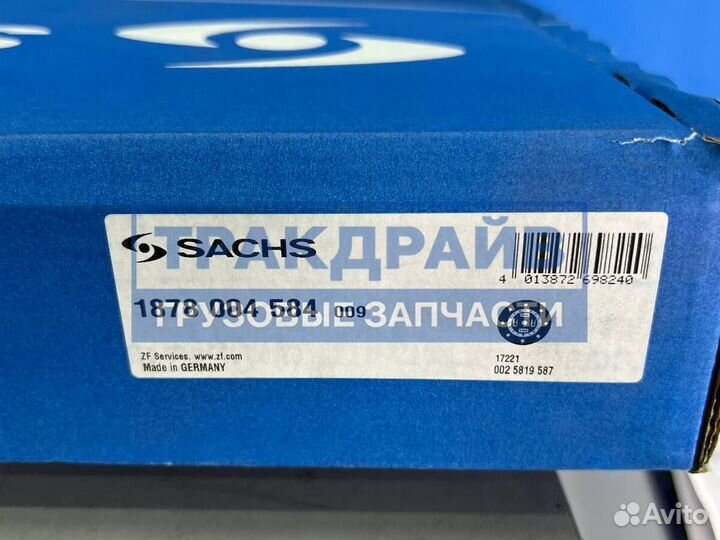 SACHS
ТРАКДРАЙВ
4 013872 698240
1878 004 584 009
ГРУЗОВЫЕ ЗАПЧАСТИ
ZF Services. www.zf.com
Made in GERMANY
17221
002 5819 587
Avito